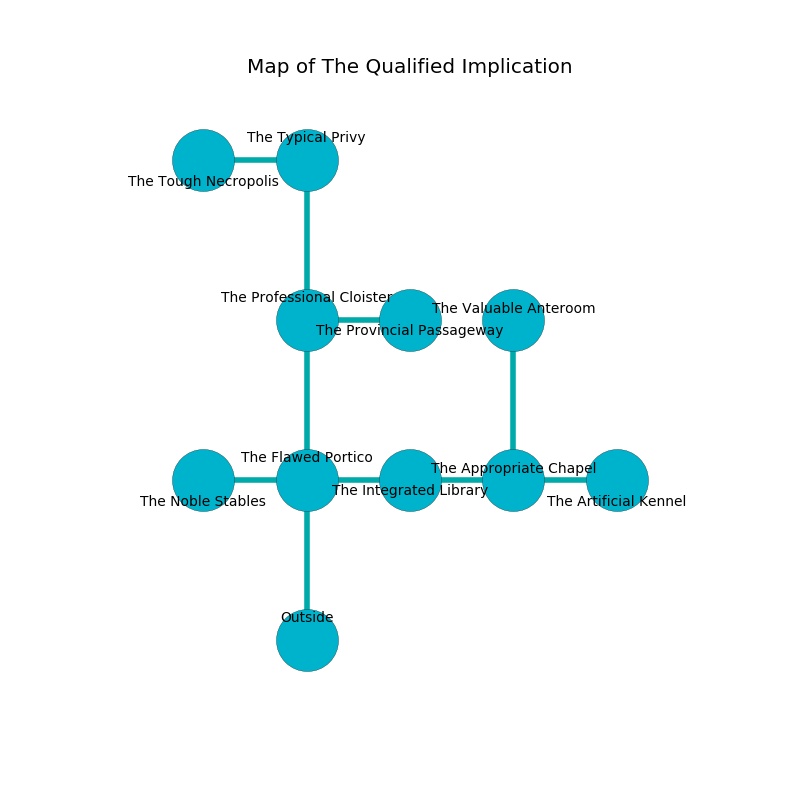 Map of The Qualified Implication
The Typical Privy
The Tough Necropolis
The Professional Cloister
The Valuable Anteroom
The Provincial Passageway
The Flawed Portico
The Appropriate Chapel
The Integrated Library
The Noble Stables
The Artificial Kennel
Outside